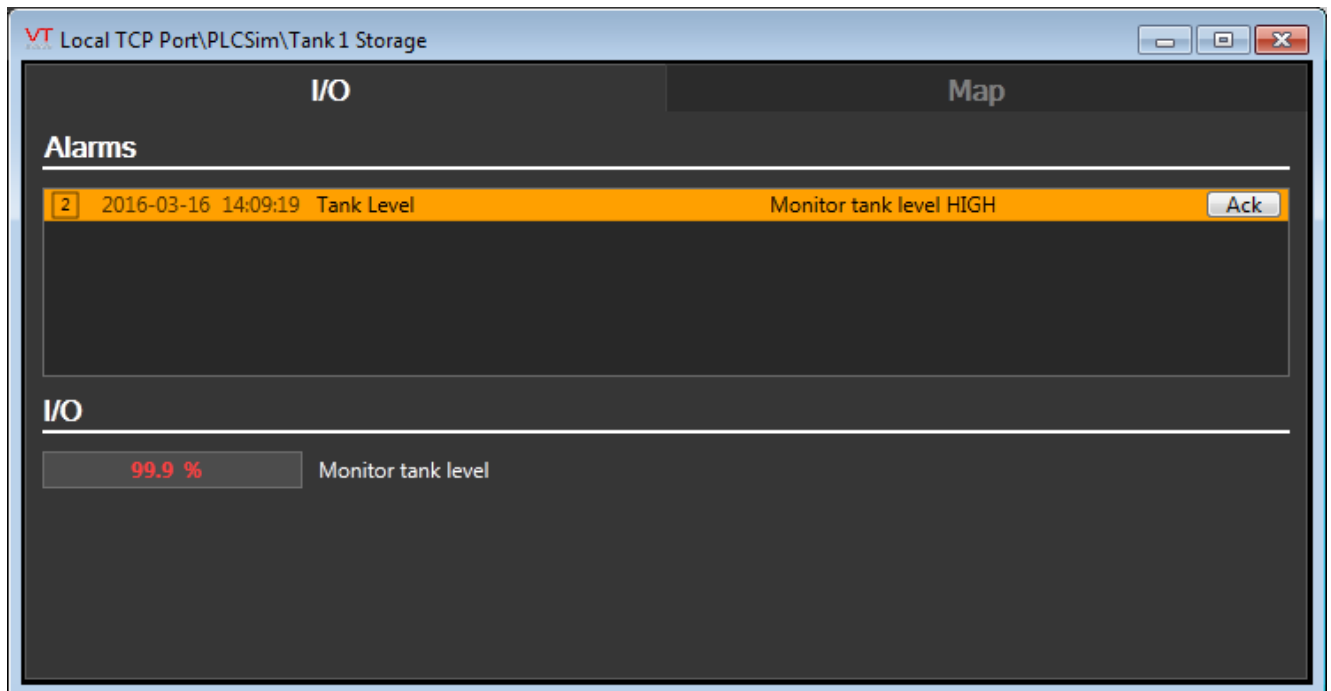 VT Local TCP Port\PLCSim\Tank 1 Storage
I/O Map
Alarms
2 2016-03-16 14:09:19 Tank Level Monitor tank level HIGH Ack
I/O
99.9 % Monitor tank level